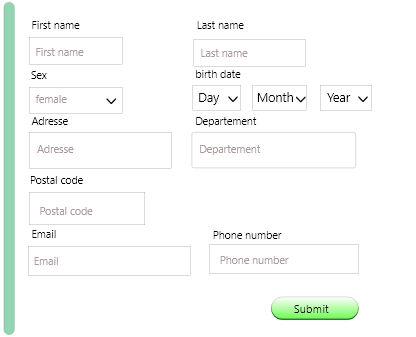 First name Last name
First name Last name
Sex birth date
female Day Month Year
Adresse Departement
Adresse Departement
Postal code
Postal code
Email Phone number
Email Phone number
Submit